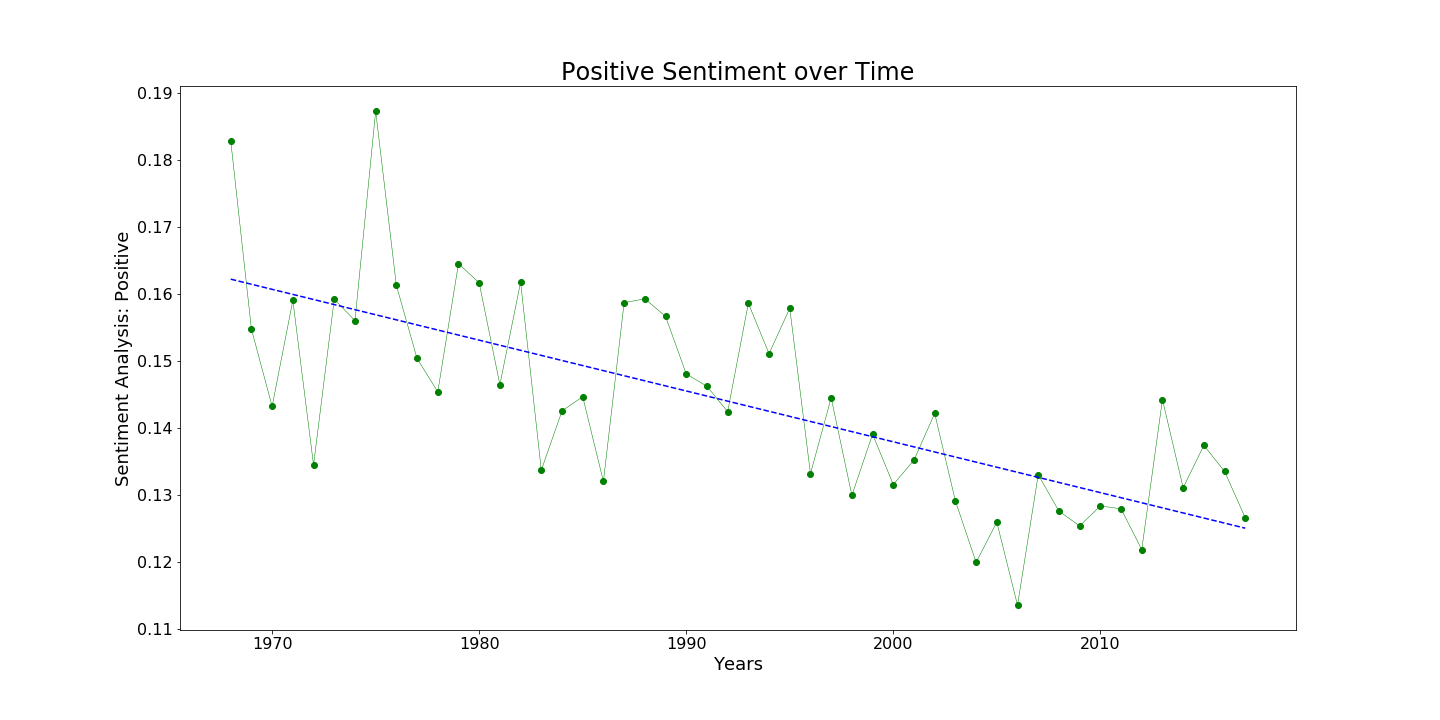 Positive Sentiment over Time
Sentiment Analysis: Positive
0.19
0.18
0.17
0.16
0.15
0.14
0.13
0.12
0.11
1970 1980 1990 2000 2010
Years